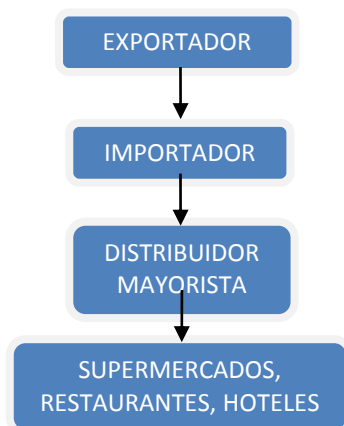 EXPORTADOR
IMPORTADOR
DISTRIBUIDOR
MAYORISTA
SUPERMERCADOS,
RESTAURANTES, HOTELES